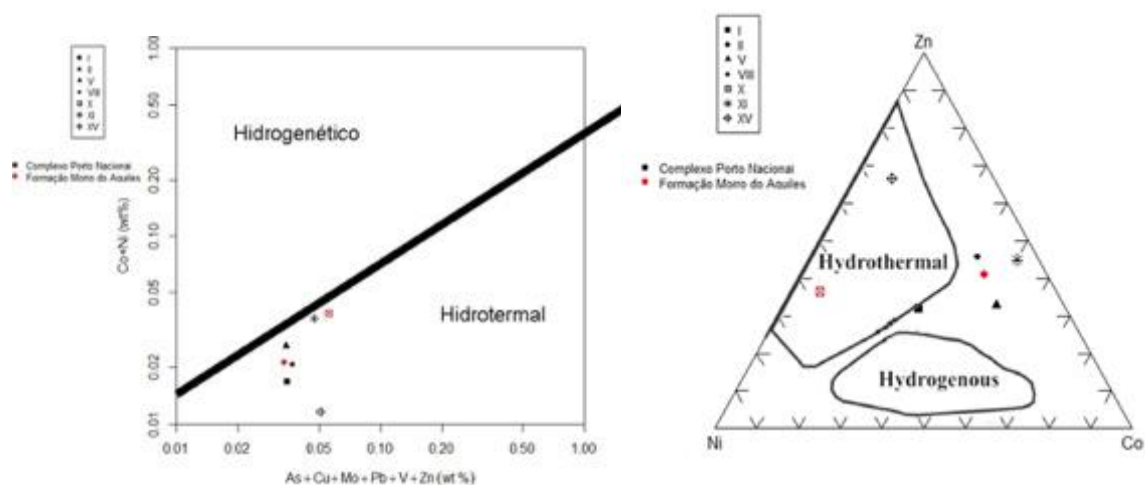 I
II
V
VIII
X
XI
XV
Complexo Porto Nacional
Formação Morro do Aquiles
Co+Ni (wt%)
1.00
0.50
0.20
0.10
0.05
0.02
0.01
Hidrogenético
Hidrotermal
0.01 0.02 0.05 0.10 0.20 0.50 1.00
As+Cu+Mo+Pb+V+Zn (wt %)
I
II
V
VIII
X
XI
XV
Complexo Porto Nacional
Formação Morro do Aquiles
Zn
Hydrothermal
Hydrogenous
Ni Co